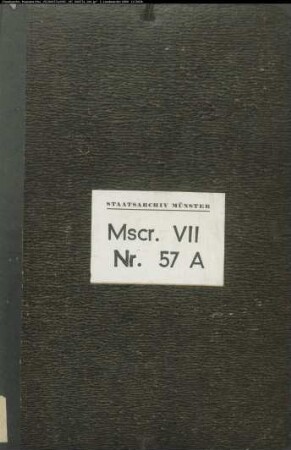 STAATSARCHIV MÜNSTER
Mscr. VII
Nr. 57 A